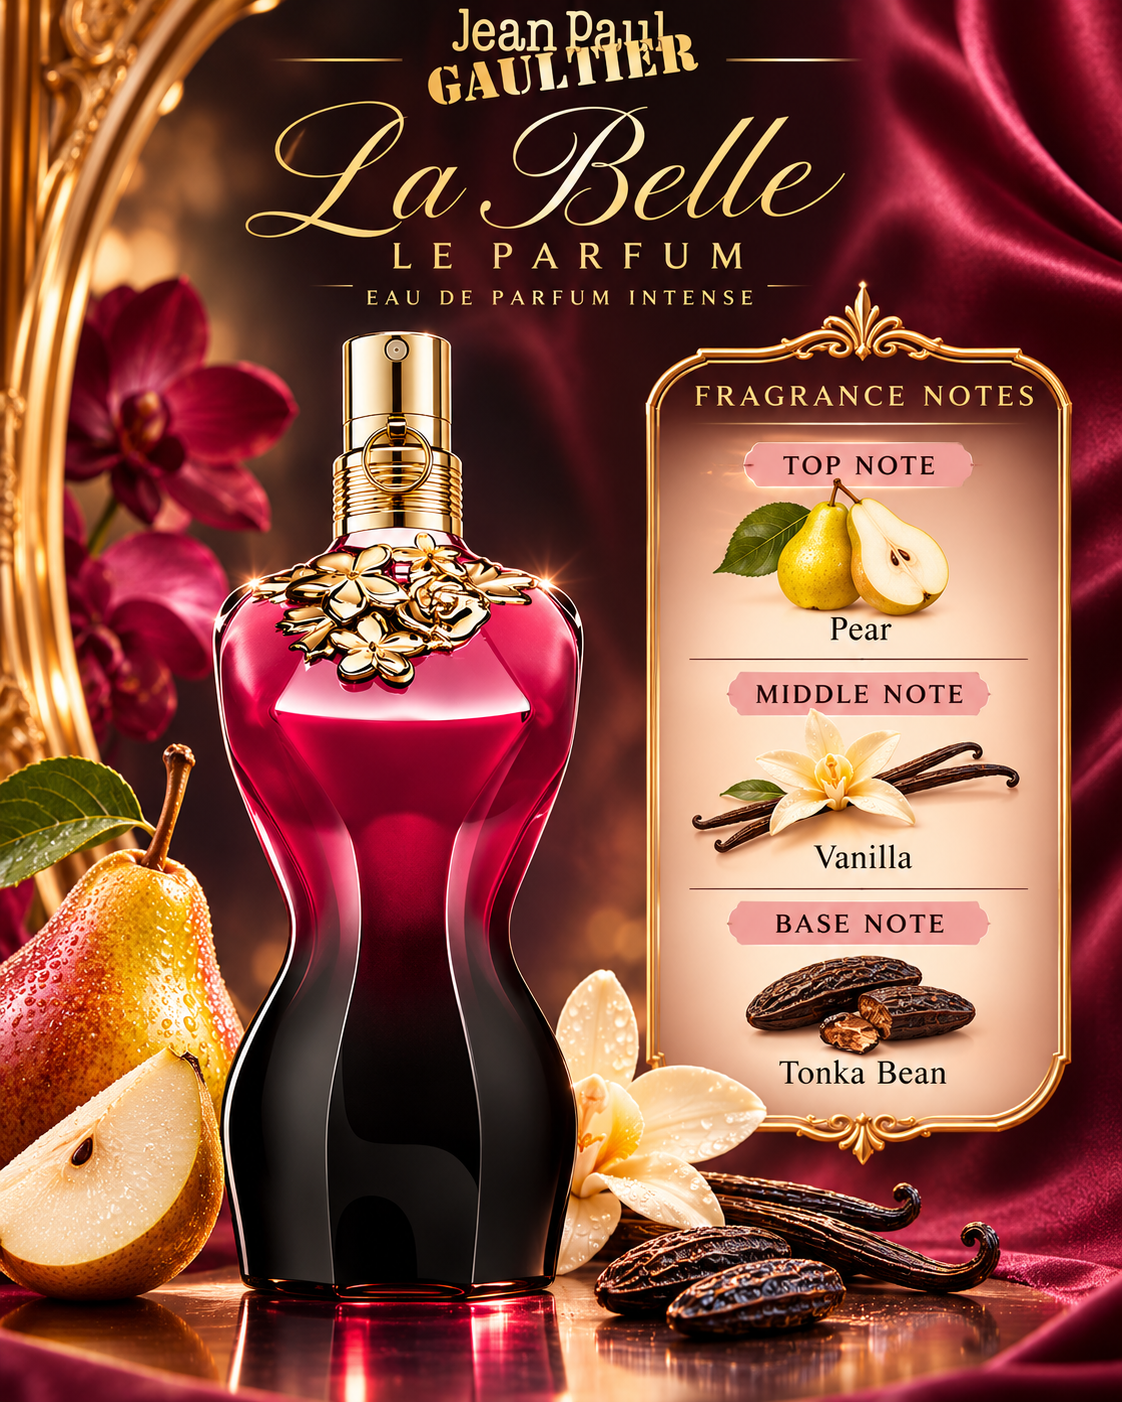 Jean Paul
GAULTIER
La Belle
LE PARFUM
EAU DE PARFUM INTENSE
FRAGRANCE NOTES
TOP NOTE
Pear
MIDDLE NOTE
Vanilla
BASE NOTE
Tonka Bean